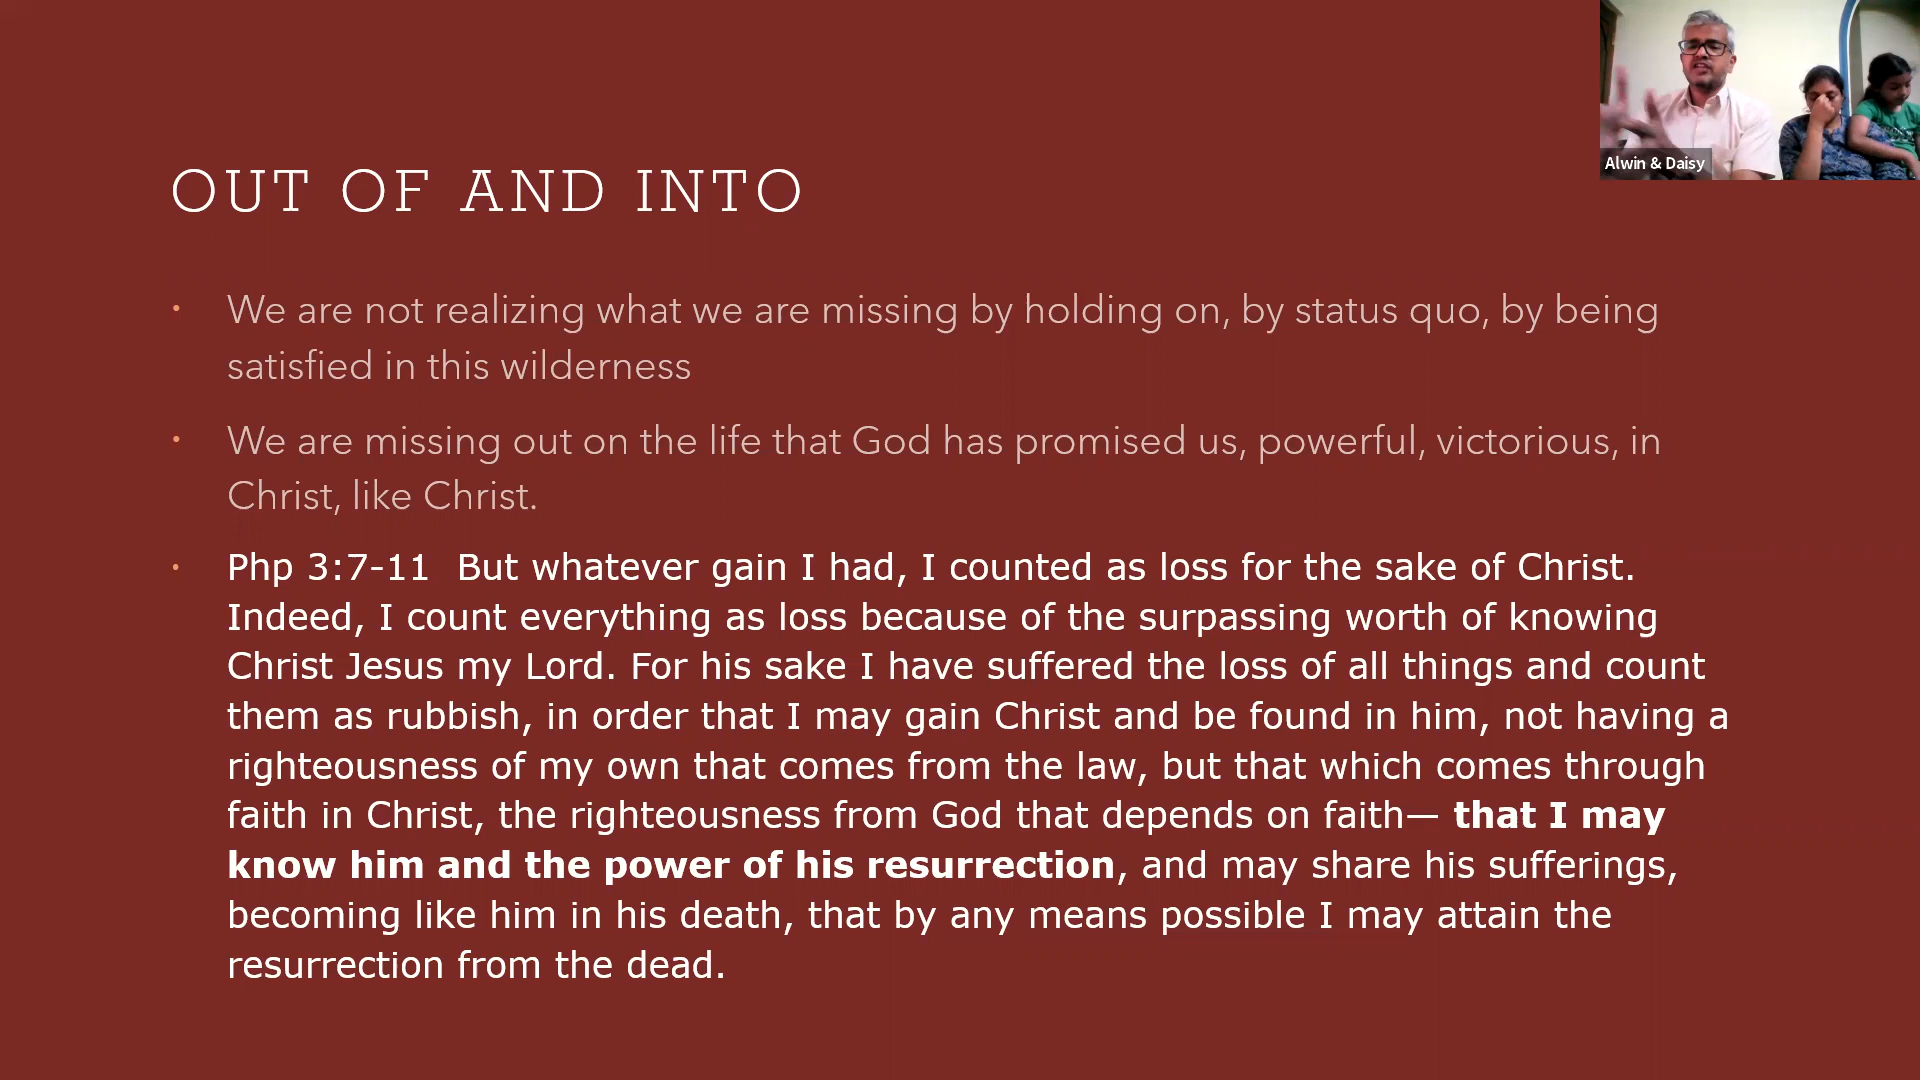 OUT OF AND INTO
We are not realizing what we are missing by holding on, by status quo, by being
satisfied in this wilderness
We are missing out on the life that God has promised us, powerful, victorious, in
Christ, like Christ.
Php 3:7-11 But whatever gain I had, I counted as loss for the sake of Christ.
Indeed, I count everything as loss because of the surpassing worth of knowing
Christ Jesus my Lord. For his sake I have suffered the loss of all things and count
them as rubbish, in order that I may gain Christ and be found in him, not having a
righteousness of my own that comes from the law, but that which comes through
faith in Christ, the righteousness from God that depends on faith— that I may
know him and the power of his resurrection, and may share his sufferings,
becoming like him in his death, that by any means possible I may attain the
resurrection from the dead.
Alwin & Daisy